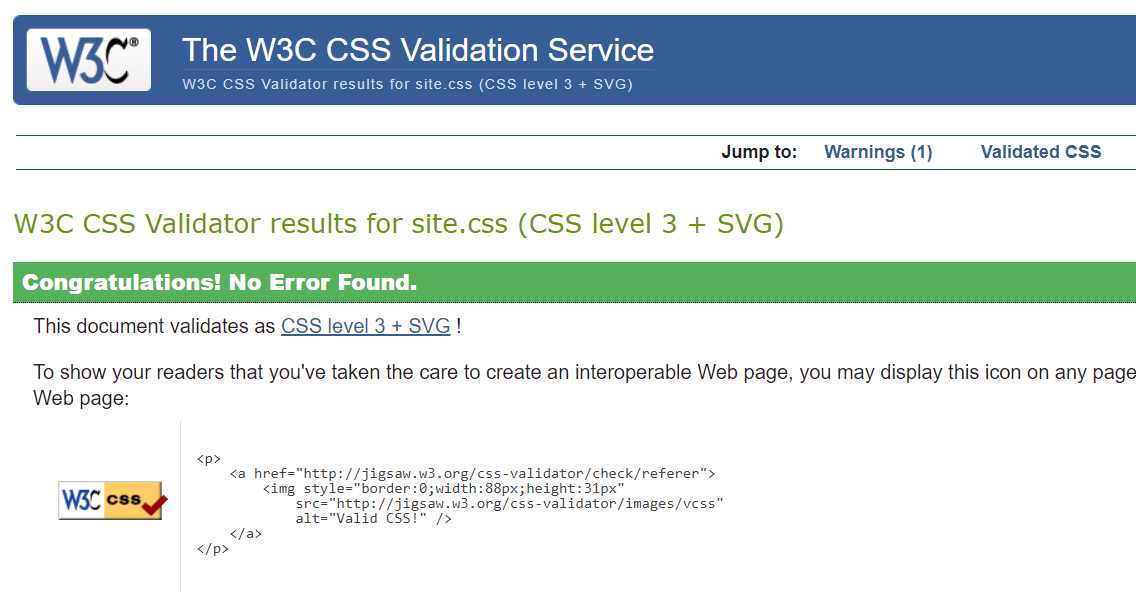 W3C®
The W3C CSS Validation Service
W3C CSS Validator results for site.css (CSS level 3 + SVG)
Jump to: Warnings (1) Validated CSS
W3C CSS Validator results for site.css (CSS level 3 + SVG)
Congratulations! No Error Found.
This document validates as CSS level 3 + SVG !
To show your readers that you've taken the care to create an interoperable Web page, you may display this icon on any page
Web page:
W3C css
<p>
    <a href="http://jigsaw.w3.org/css-validator/check/referer">
        <img style="border:0;width:88px;height:31px"
            src="http://jigsaw.w3.org/css-validator/images/vcss"
            alt="Valid CSS!" />
    </a>
</p>